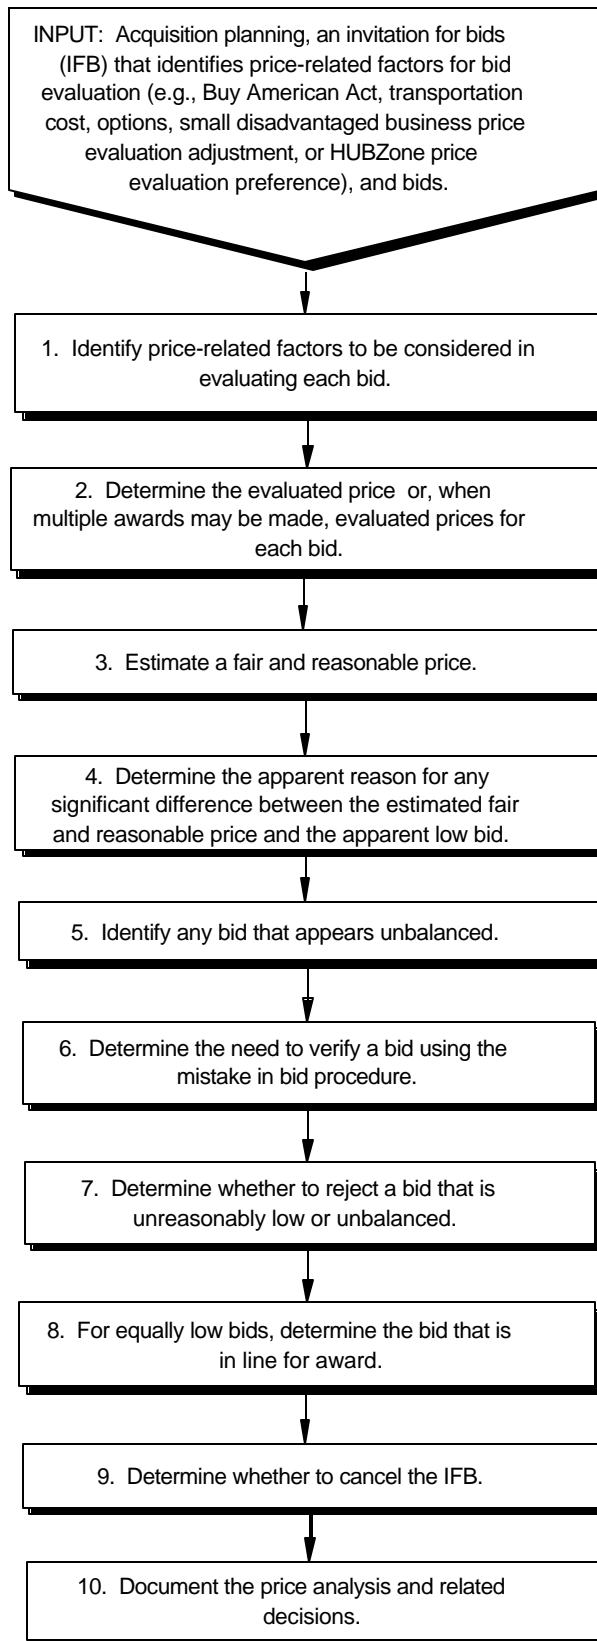 INPUT: Acquisition planning, an invitation for bids
(IFB) that identifies price-related factors for bid
evaluation (e.g., Buy American Act, transportation
cost, options, small disadvantaged business price
evaluation adjustment, or HUBZone price
evaluation preference), and bids.
1. Identify price-related factors to be considered in
evaluating each bid.
2. Determine the evaluated price or, when
multiple awards may be made, evaluated prices for
each bid.
3. Estimate a fair and reasonable price.
4. Determine the apparent reason for any
significant difference between the estimated fair
and reasonable price and the apparent low bid.
5. Identify any bid that appears unbalanced.
6. Determine the need to verify a bid using the
mistake in bid procedure.
7. Determine whether to reject a bid that is
unreasonably low or unbalanced.
8. For equally low bids, determine the bid that is
in line for award.
9. Determine whether to cancel the IFB.
10. Document the price analysis and related
decisions.